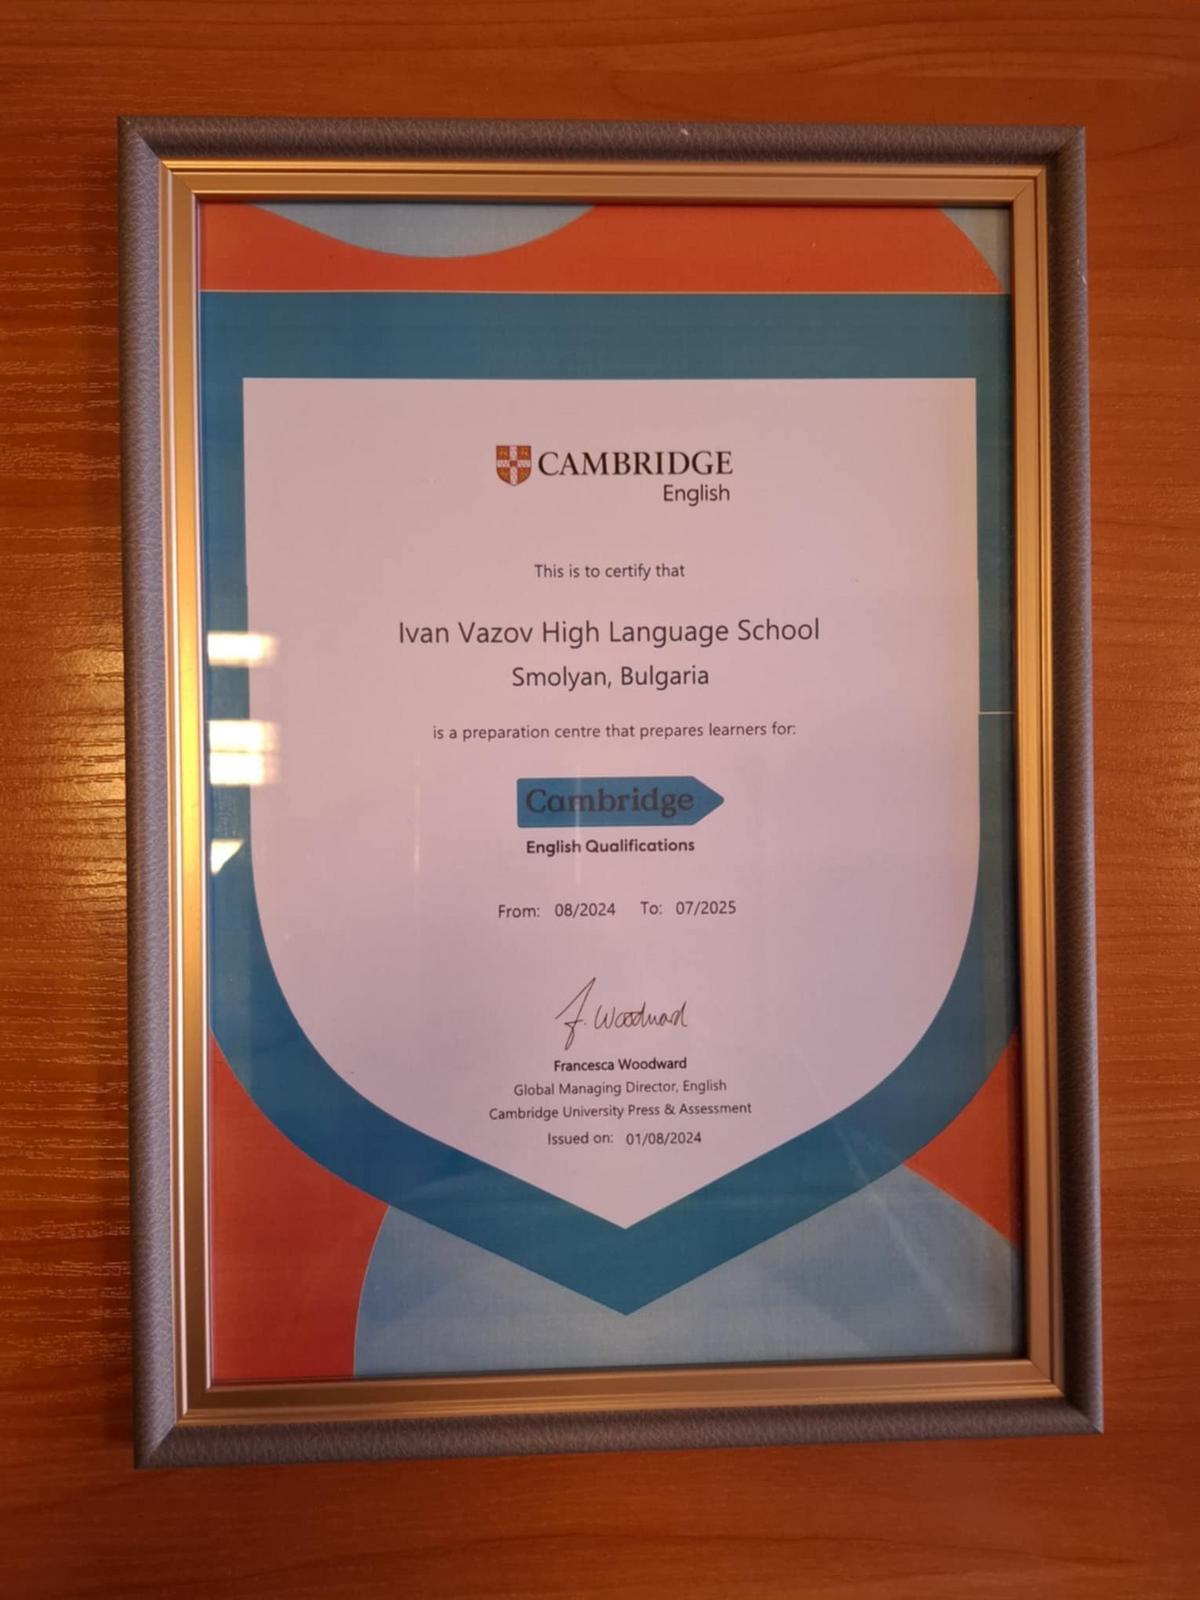 CAMBRIDGE
English
This is to certify that
Ivan Vazov High Language School
Smolyan, Bulgaria
is a preparation centre that prepares learners for:
Cambridge
English Qualifications
From: 08/2024 To: 07/2025
F. Woodward
Francesca Woodward
Global Managing Director, English
Cambridge University Press & Assessment
Issued on: 01/08/2024